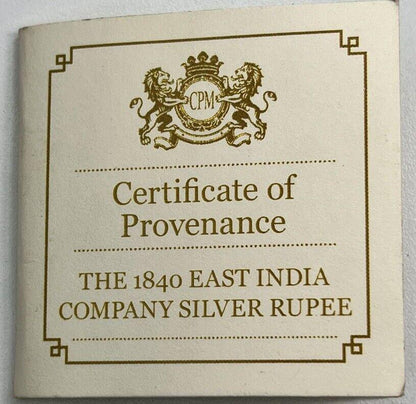 CPM
Certificate of
Provenance
THE 1840 EAST INDIA
COMPANY SILVER RUPEE